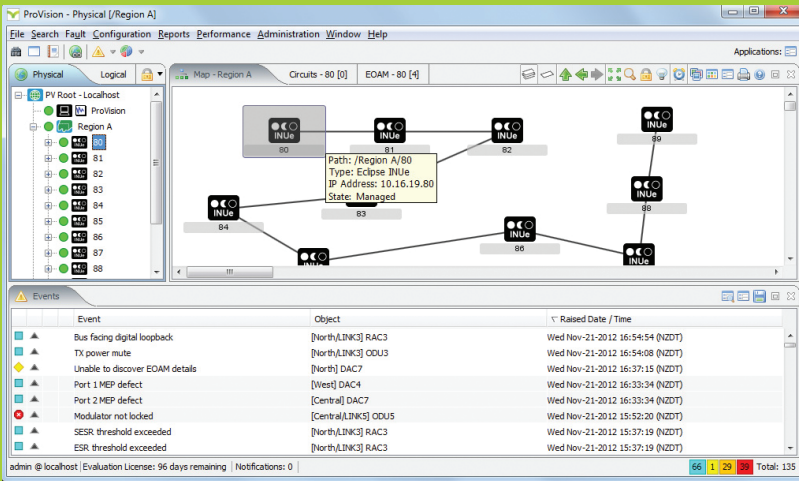 ProVision - Physical [/Region A]
File Search Fault Configuration Reports Performance Administration Window Help
Applications:
Physical Logical Map - Region A Circuits - 80 [0] EOAM - 80 [4]
PV Root - Localhost
ProVision
Region A
80
81
82
83
84
85
86
87
88
INUe
80
INUe
81
INUe
82
INUe
89
Path: /Region A/80
Type: Eclipse INUe
IP Address: 10.16.19.80
State: Managed
INUe
88
INUe
84
83
INUe
86
INUe
INUe
Events
Event Object Raised Date / Time
Bus facing digital loopback [North/LINK3] RAC3 Wed Nov-21-2012 16:54:54 (NZDT)
TX power mute [North/LINK3] ODU3 Wed Nov-21-2012 16:54:08 (NZDT)
Unable to discover EOAM details [North] DAC7 Wed Nov-21-2012 16:37:15 (NZDT)
Port 1 MEP defect [West] DAC4 Wed Nov-21-2012 16:33:34 (NZDT)
Port 2 MEP defect [Central] DAC7 Wed Nov-21-2012 16:33:34 (NZDT)
Modulator not locked [Central/LINK5] ODU5 Wed Nov-21-2012 15:52:20 (NZDT)
SESR threshold exceeded [North/LINK3] RAC3 Wed Nov-21-2012 15:37:19 (NZDT)
ESR threshold exceeded [North/LINK3] RAC3 Wed Nov-21-2012 15:37:19 (NZDT)
admin @ localhost Evaluation License: 96 days remaining Notifications: 0 66 1 29 39 Total: 135